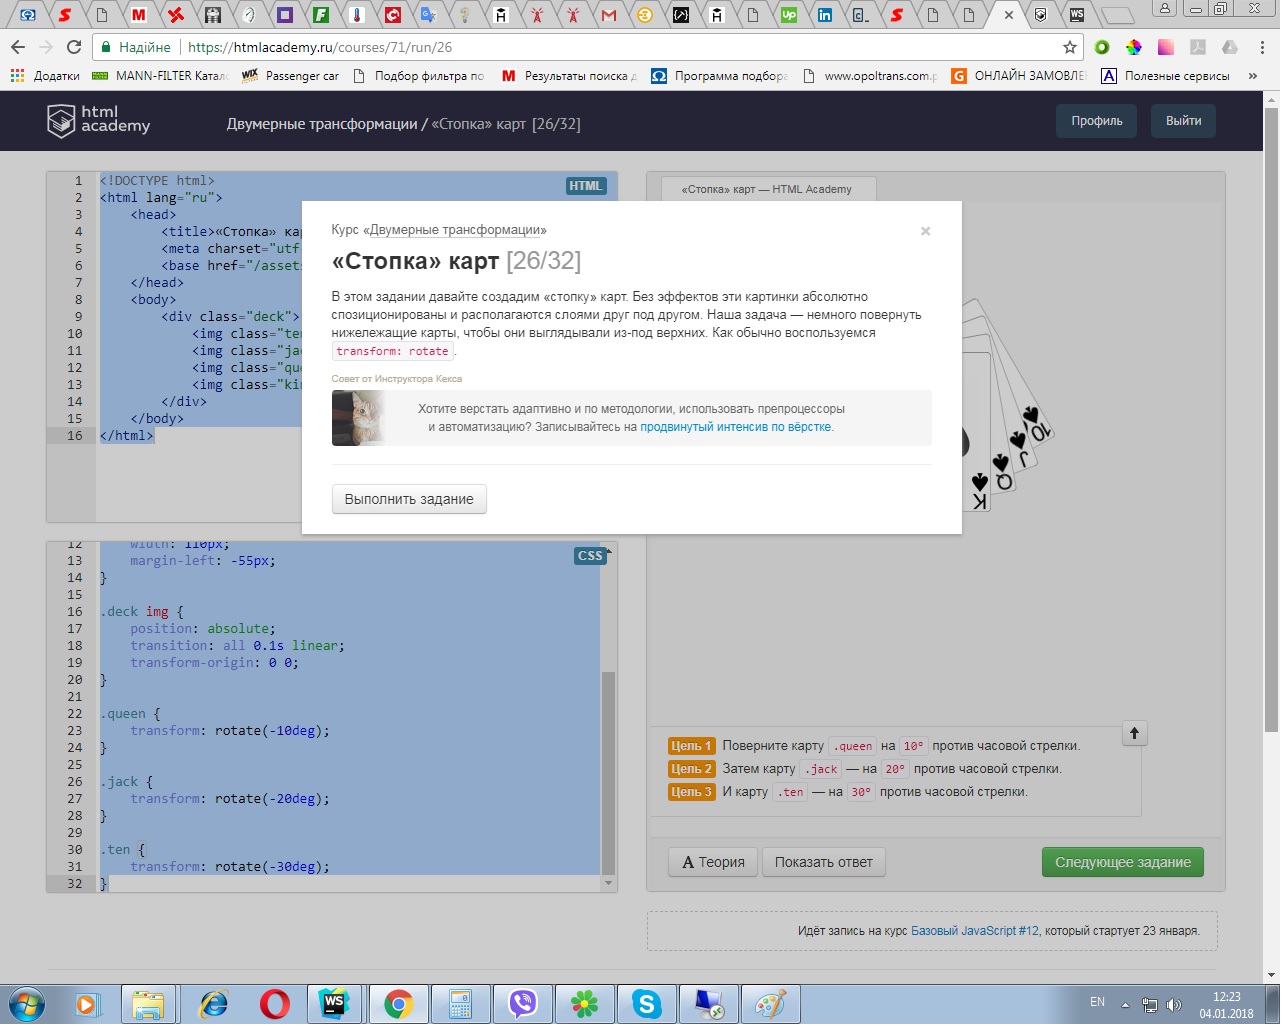 Надійне
https://htmlacademy.ru/courses/71/run/26
Додатки
MANN-FILTER Катало
Passenger car
Подбор фильтра по
Результаты поиска д
Программа подбора
www.opoltrans.com.p
ОНЛАЙН ЗАМОВЛЕ
Полезные сервисы
html
academy
Двумерные трансформации / «Стопка» карт [26/32]
Профиль
Выйти
1 <!DOCTYPE html>
2 <html lang="ru">
3 <head>
4 <title>«Стопка» кар
5 <meta charset="utf
6 <base href="/assets
7 </head>
8 <body>
9 <div class="deck">
10 <img class="ten
11 <img class="jac
12 <img class="que
13 <img class="kin
14 </div>
15 </body>
16 </html>
HTML
«Стопка» карт — HTML Academy
Курс «Двумерные трансформации»
«Стопка» карт [26/32]
В этом задании давайте создадим «стопку» карт. Без эффектов эти картинки абсолютно
спозиционированы и располагаются слоями друг под другом. Наша задача — немного повернуть
нижележащие карты, чтобы они выглядывали из-под верхних. Как обычно воспользуемся
transform: rotate.
Совет от Инструктора Кекса
Хотите верстать адаптивно и по методологии, использовать препроцессоры
и автоматизацию? Записывайтесь на продвинутый интенсив по вёрстке.
Выполнить задание
10
J
Q
K
CSS
12 width: 110px;
13 margin-left: -55px;
14 }
15
16 .deck img {
17 position: absolute;
18 transition: all 0.1s linear;
19 transform-origin: 0 0;
20 }
21
22 .queen {
23 transform: rotate(-10deg);
24 }
25
26 .jack {
27 transform: rotate(-20deg);
28 }
29
30 .ten {
31 transform: rotate(-30deg);
32 }
Цель 1 Поверните карту .queen на 10° против часовой стрелки.
Цель 2 Затем карту .jack — на 20° против часовой стрелки.
Цель 3 И карту .ten — на 30° против часовой стрелки.
A Теория
Показать ответ
Следующее задание
Идёт запись на курс Базовый JavaScript #12, который стартует 23 января.
EN
12:23
04.01.2018